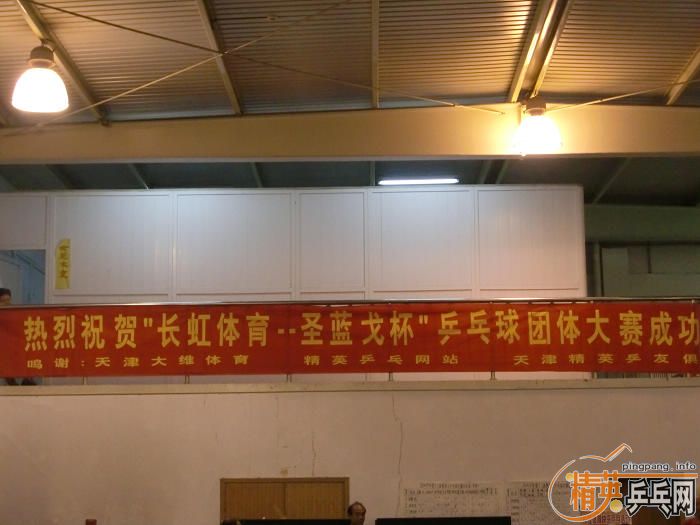 热烈祝贺"长虹体育--圣蓝戈杯"乒乓球团体大赛成功
鸣谢:天津大维体育 精英乒乓网站 天津精英乒友俱
pingpang.info
精英乒乓网